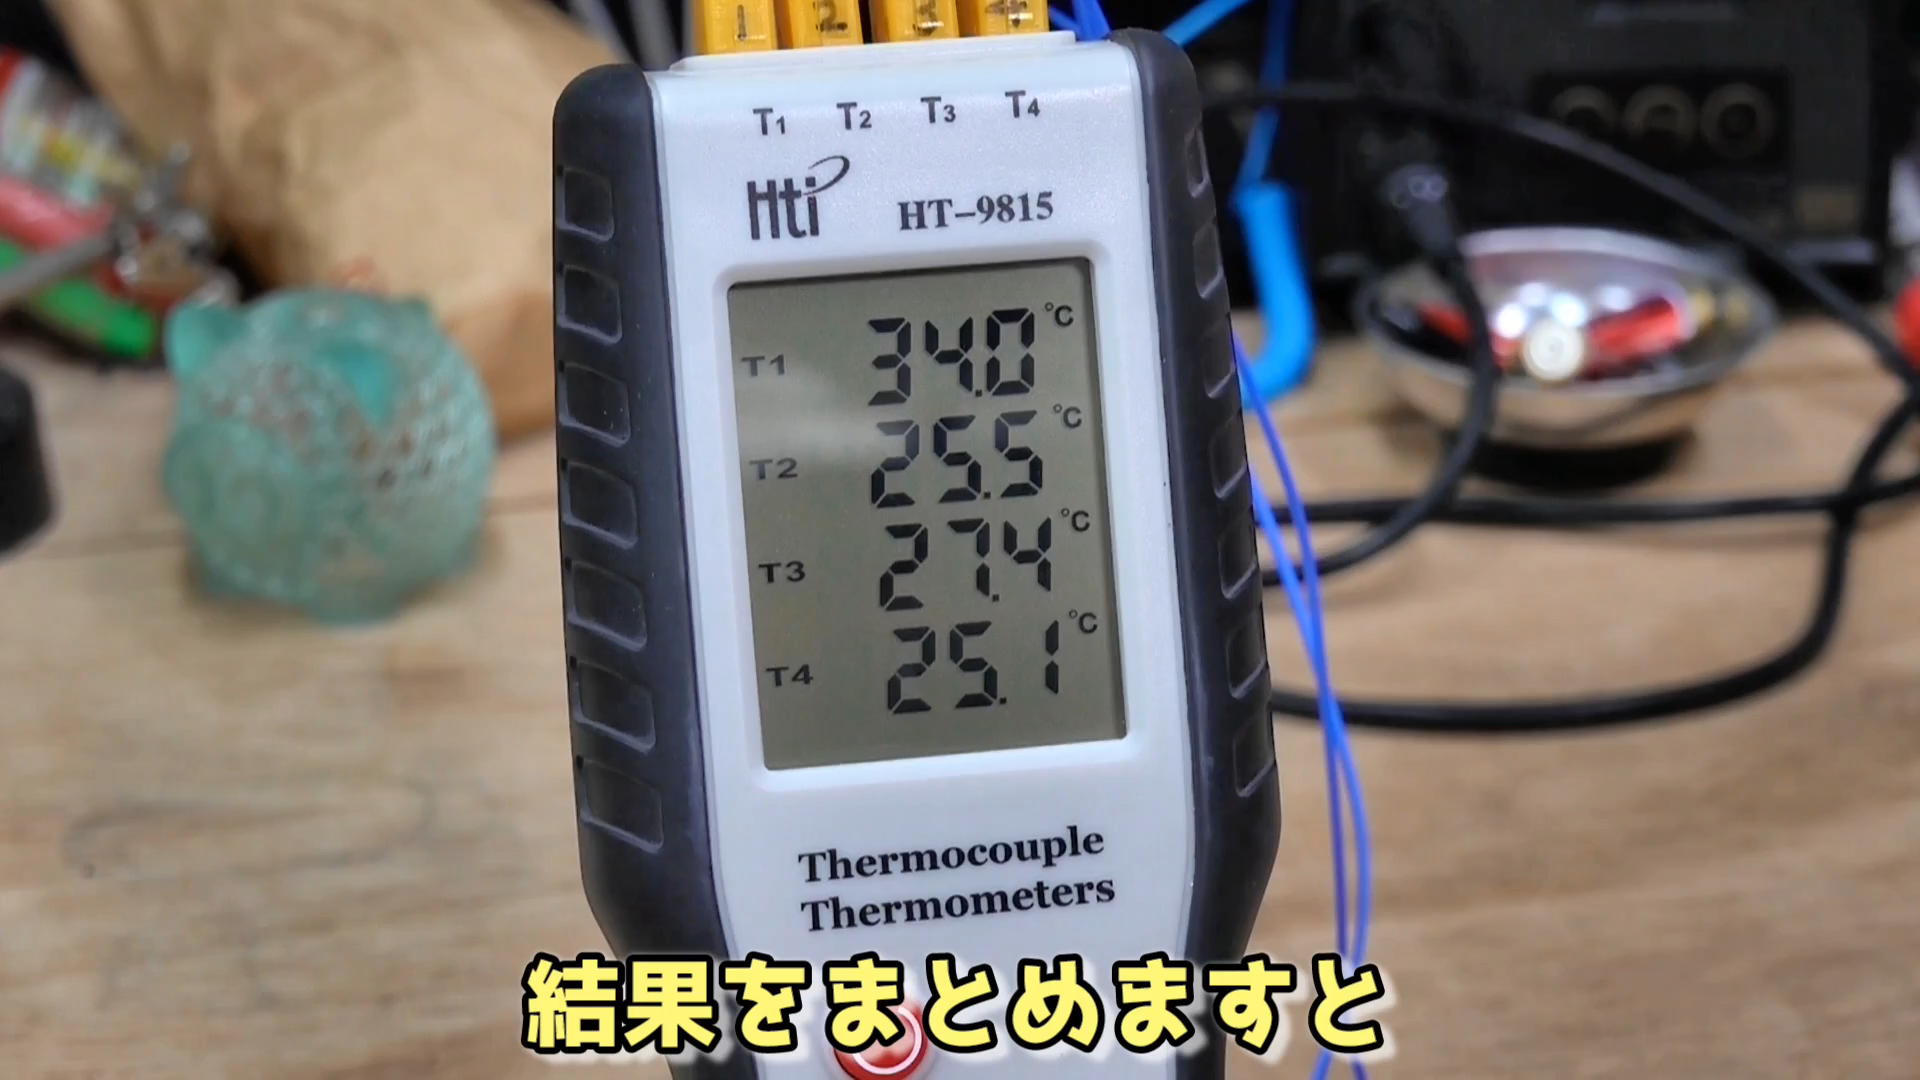 1 2 3 4
T1 T2 T3 T4
Hti HT-9815
T1 34.0 °C
T2 25.5 °C
T3 27.4 °C
T4 25.1 °C
Thermocouple
Thermometers
結果をまとめますと